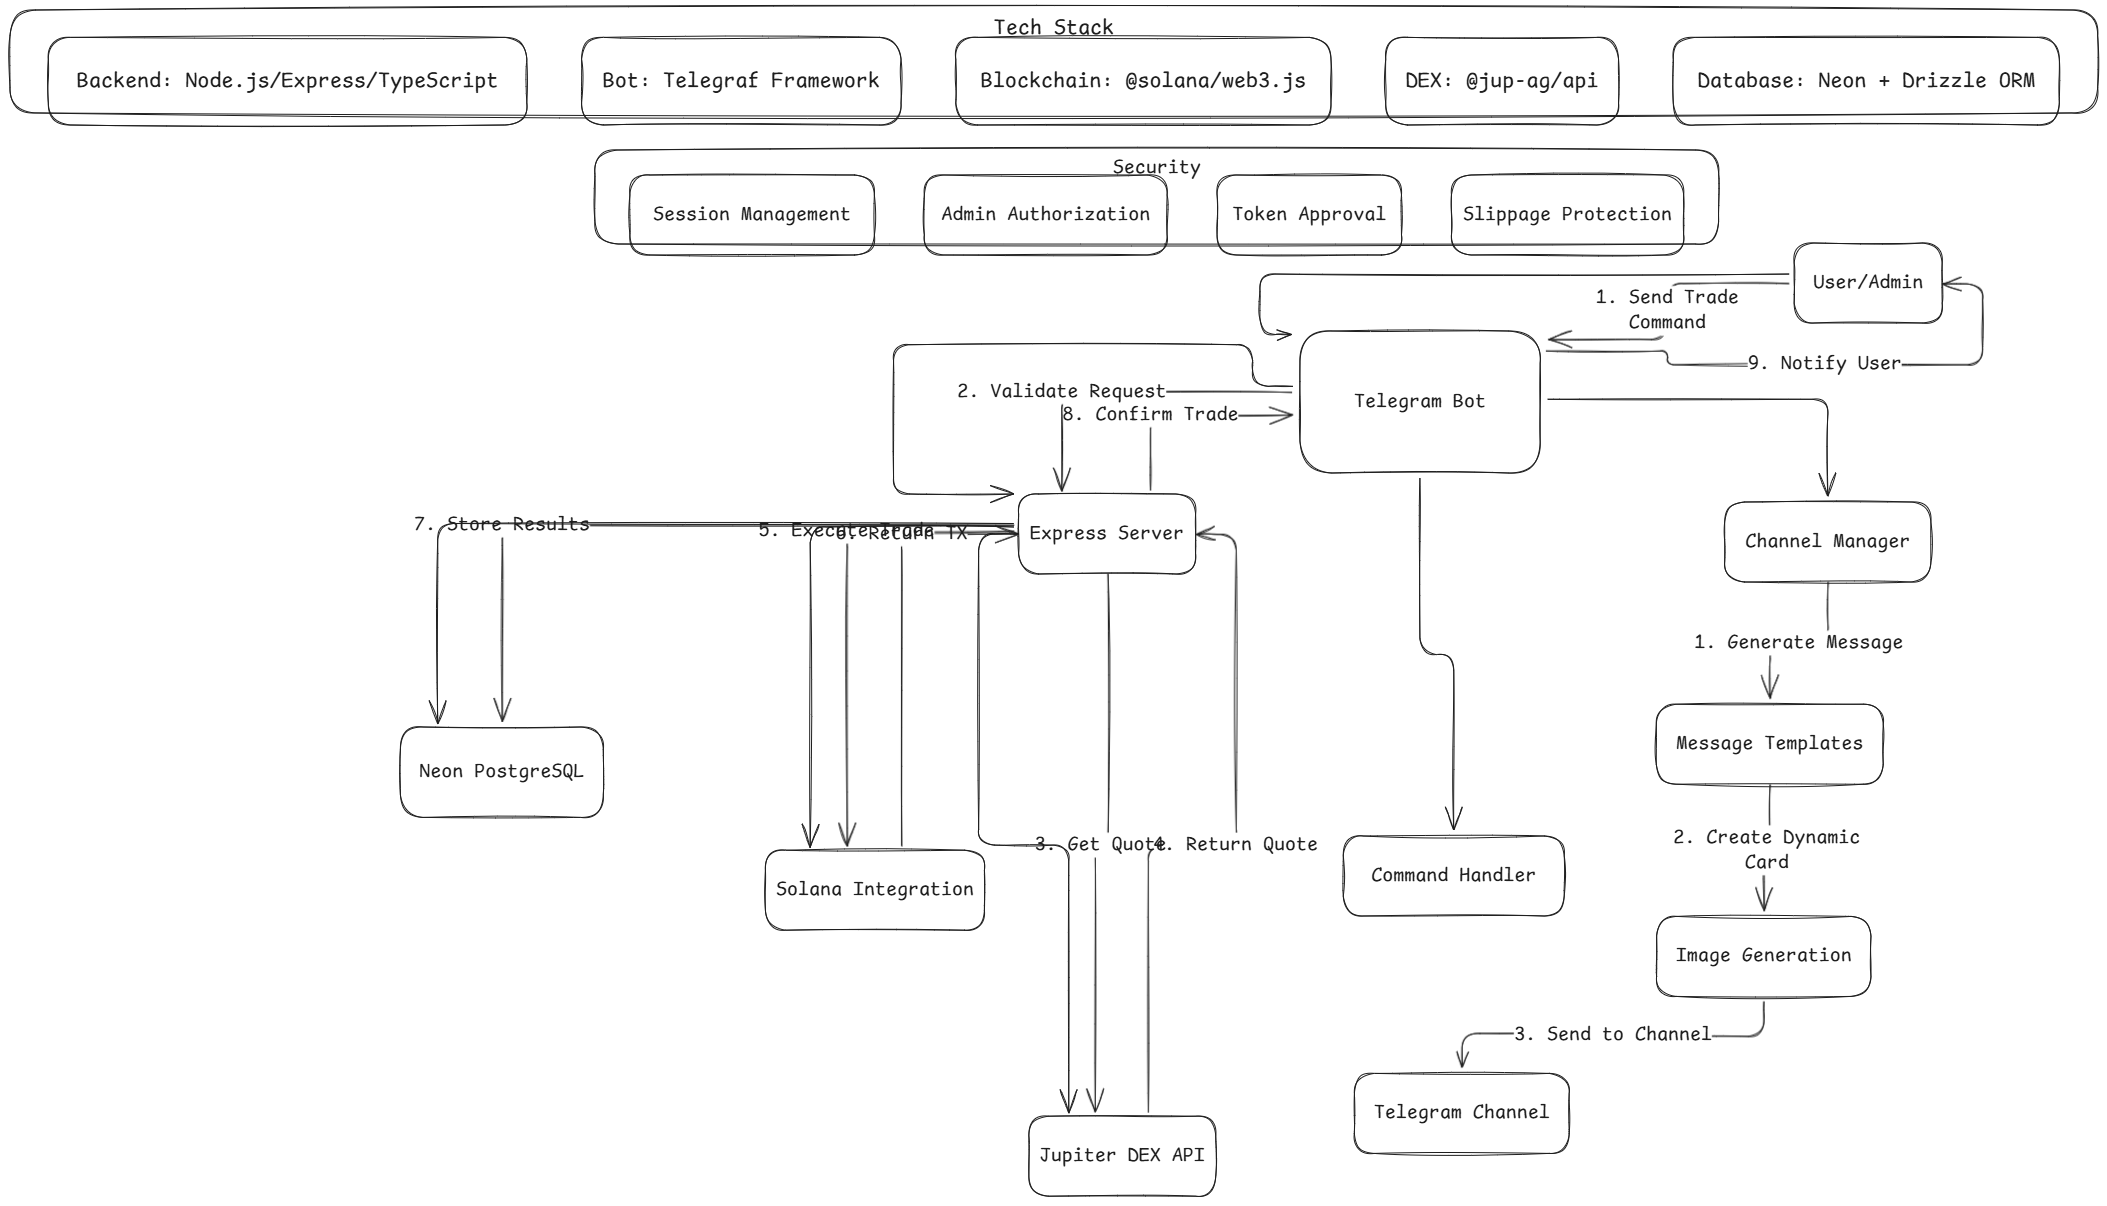 Tech Stack
Backend: Node.js/Express/TypeScript
Bot: Telegraf Framework
Blockchain: @solana/web3.js
DEX: @jup-ag/api
Database: Neon + Drizzle ORM
Security
Session Management
Admin Authorization
Token Approval
Slippage Protection
User/Admin
1. Send Trade
Command
9. Notify User
Telegram Bot
2. Validate Request
8. Confirm Trade
7. Store Results
5. Execute Trade
6. Return TX
Express Server
Channel Manager
1. Generate Message
Message Templates
Neon PostgreSQL
2. Create Dynamic
Card
3. Get Quote
4. Return Quote
Solana Integration
Command Handler
Image Generation
3. Send to Channel
Telegram Channel
Jupiter DEX API